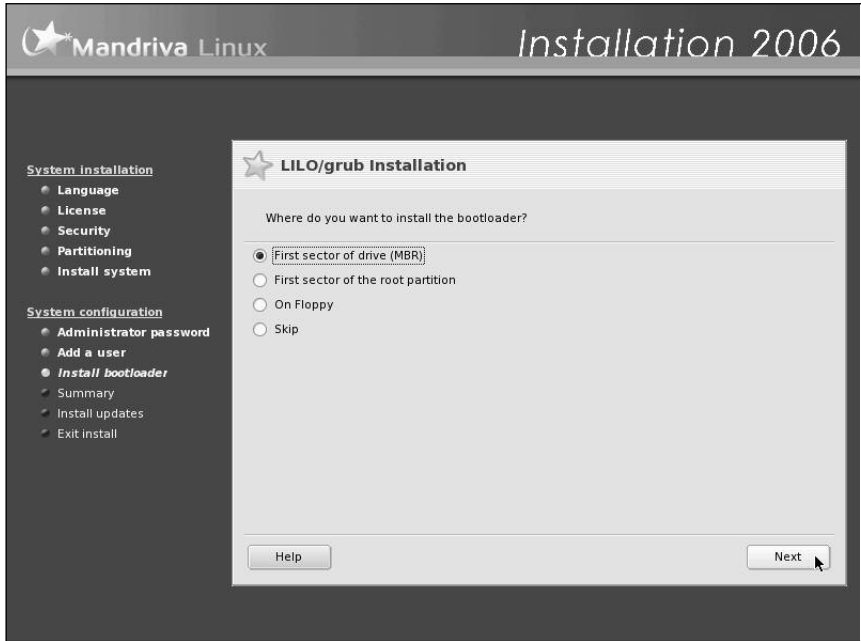 Mandriva Linux
Installation 2006
System installation
Language
License
Security
Partitioning
Install system
System configuration
Administrator password
Add a user
Install bootloader
Summary
Install updates
Exit install
LILO/grub Installation
Where do you want to install the bootloader?
First sector of drive (MBR)
First sector of the root partition
On Floppy
Skip
Help
Next